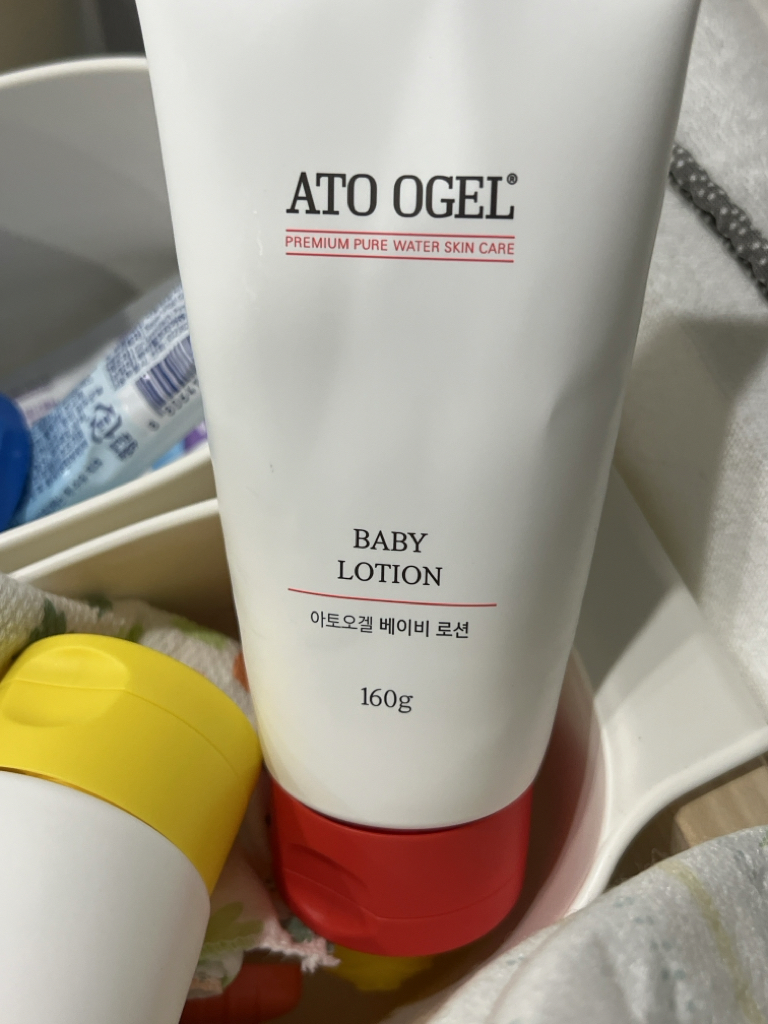 ATO OGEL®
PREMIUM PURE WATER SKIN CARE
BABY
LOTION
아토오겔 베이비 로션
160g